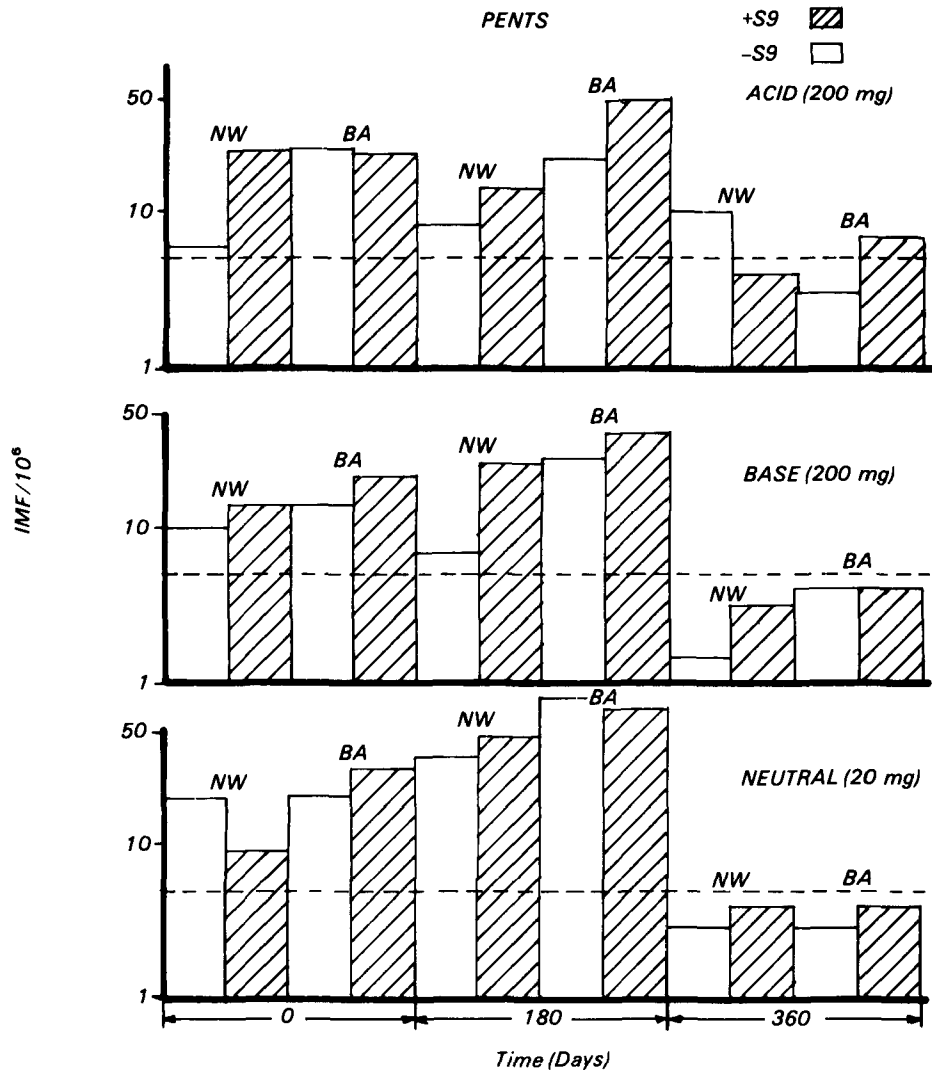 PENTS
+S9
-S9
ACID (200 mg)
50
10
1
NW
BA
NW
BA
NW
BA
IMF/10⁶
BASE (200 mg)
50
10
1
NW
BA
NW
BA
NW
BA
NEUTRAL (20 mg)
50
10
1
NW
BA
NW
BA
NW
BA
0
180
360
Time (Days)